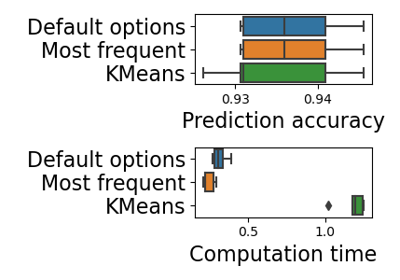 Default options
Most frequent
KMeans
0.93 0.94
Prediction accuracy
Default options
Most frequent
KMeans
0.5 1.0
Computation time